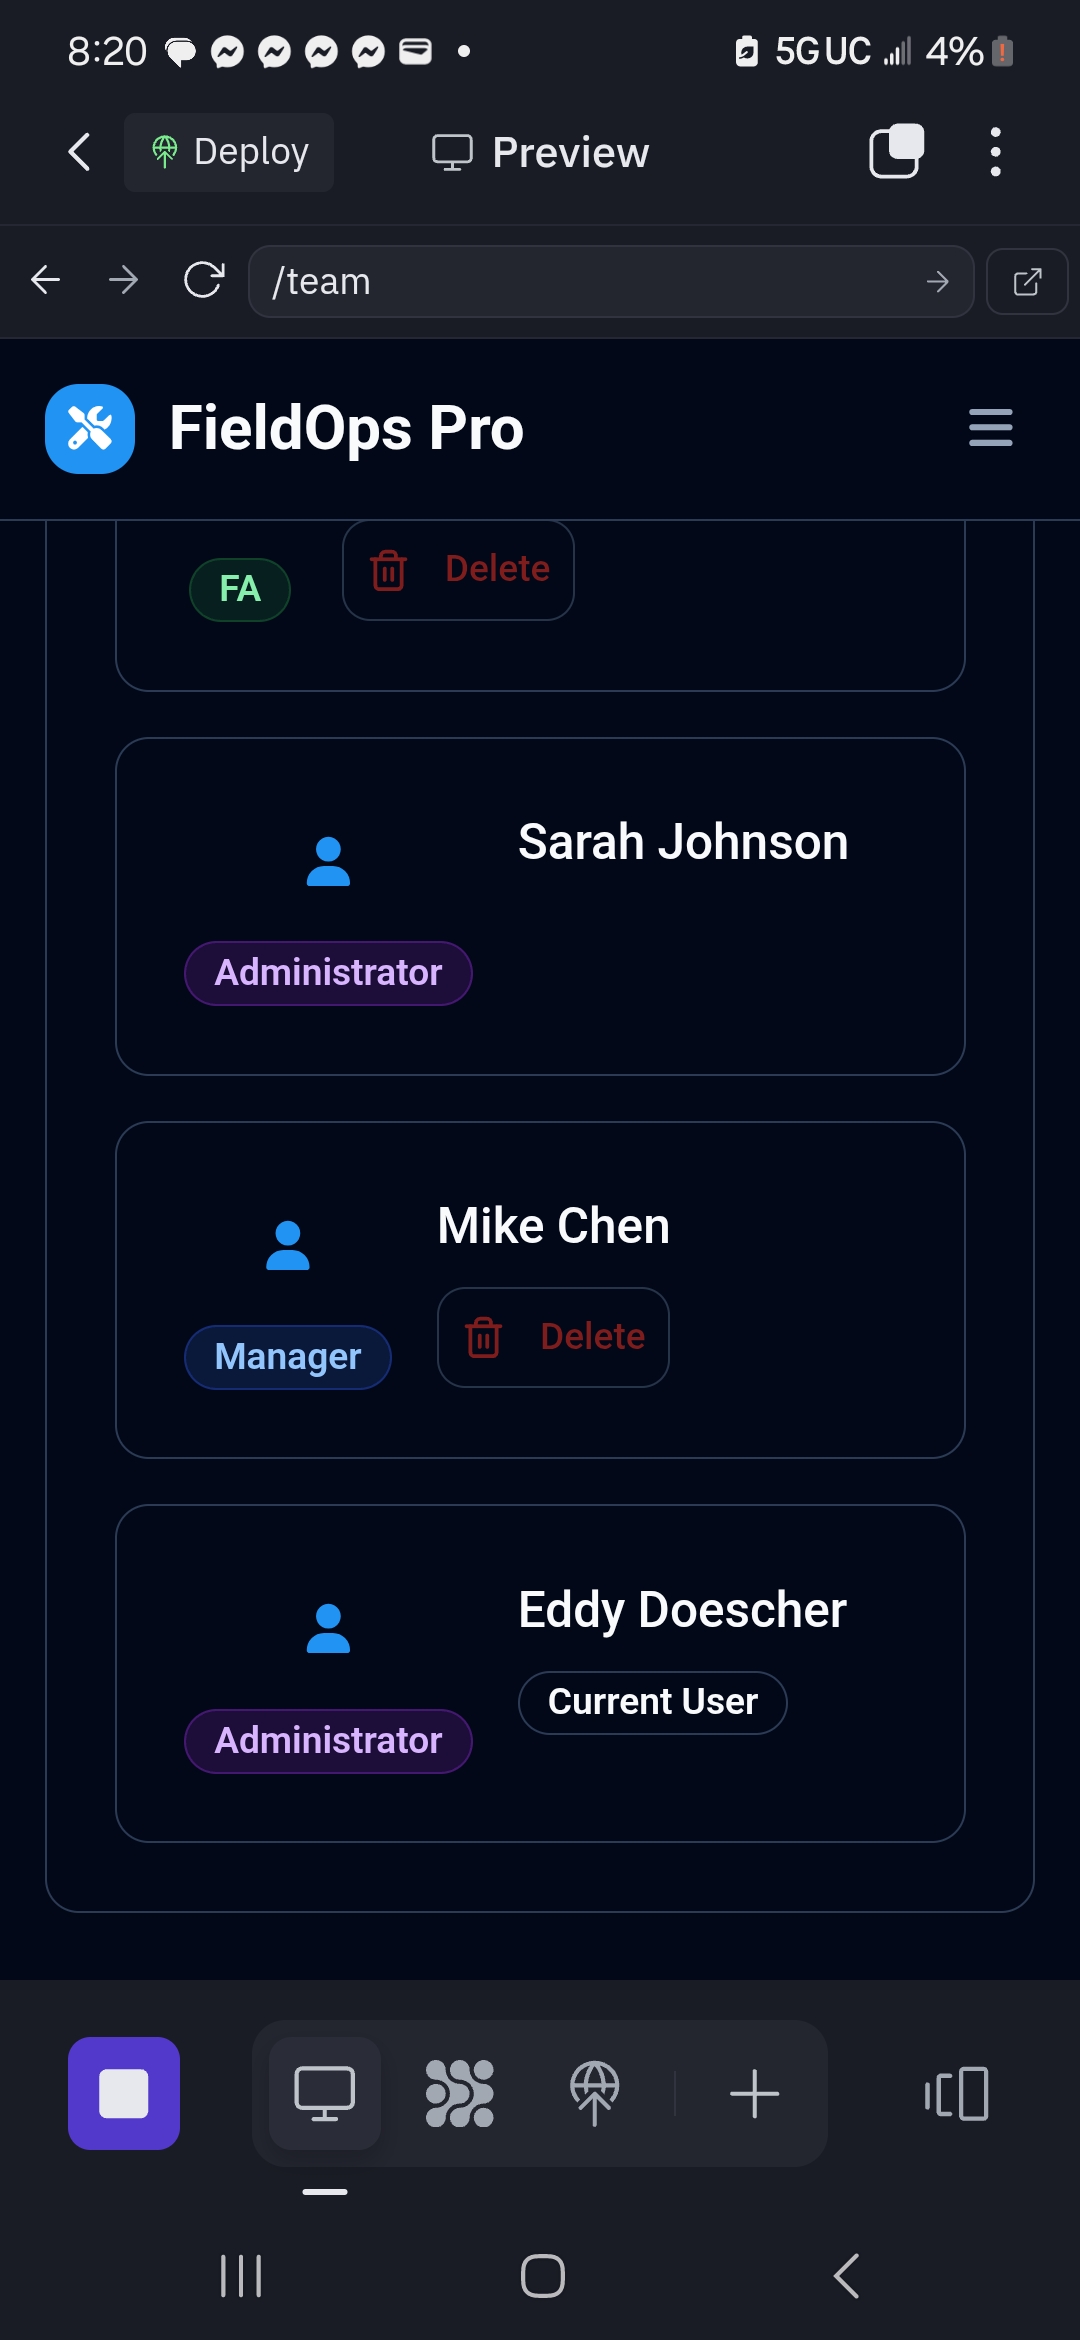 8:20
5G UC
4%
Deploy
Preview
/team
FieldOps Pro
FA
Delete
Sarah Johnson
Administrator
Mike Chen
Manager
Delete
Eddy Doescher
Current User
Administrator